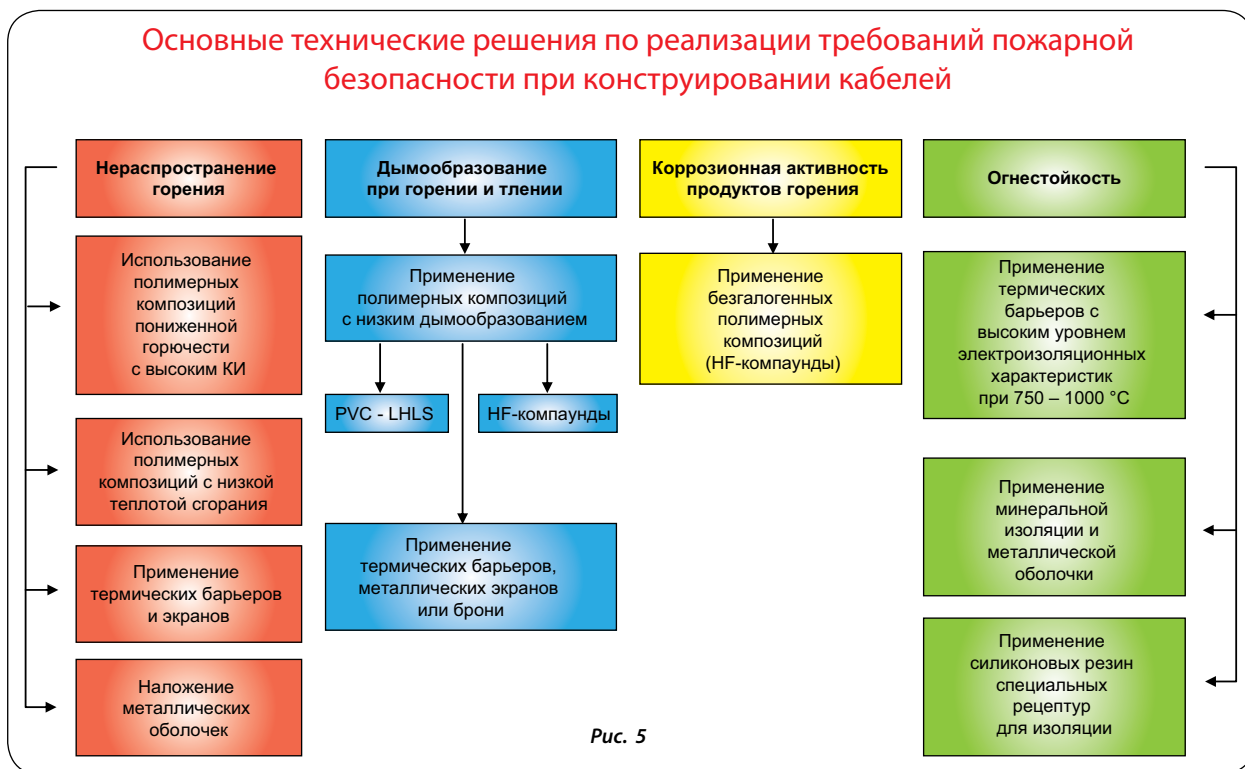 Основные технические решения по реализации требований пожарной
безопасности при конструировании кабелей
Нераспространение
горения
Использование
полимерных
композиций
пониженной
горючести
с высоким КИ
Использование
полимерных
композиций с низкой
теплотой сгорания
Применение
термических барьеров
и экранов
Наложение
металлических
оболочек
Дымообразование
при горении и тлении
Применение
полимерных композиций
с низким дымообразованием
PVC - LHLS
HF-компаунды
Применение
термических барьеров,
металлических экранов
или брони
Коррозионная активность
продуктов горения
Применение
безгалогенных
полимерных
композиций
(HF-компаунды)
Огнестойкость
Применение
термических
барьеров с
высоким уровнем
электроизоляционных
характеристик
при 750 – 1000 °C
Применение
минеральной
изоляции и
металлической
оболочки
Применение
силиконовых резин
специальных
рецептур
для изоляции
Рис. 5